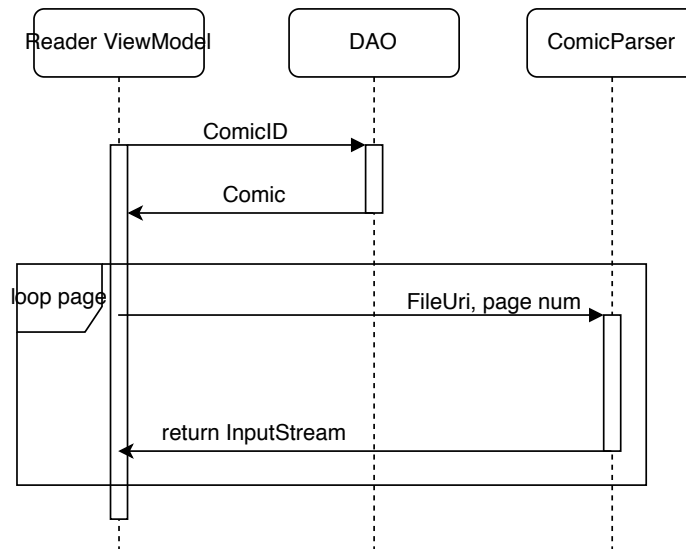 Reader ViewModel
DAO
ComicParser
ComicID
Comic
loop page
FileUri, page num
return InputStream